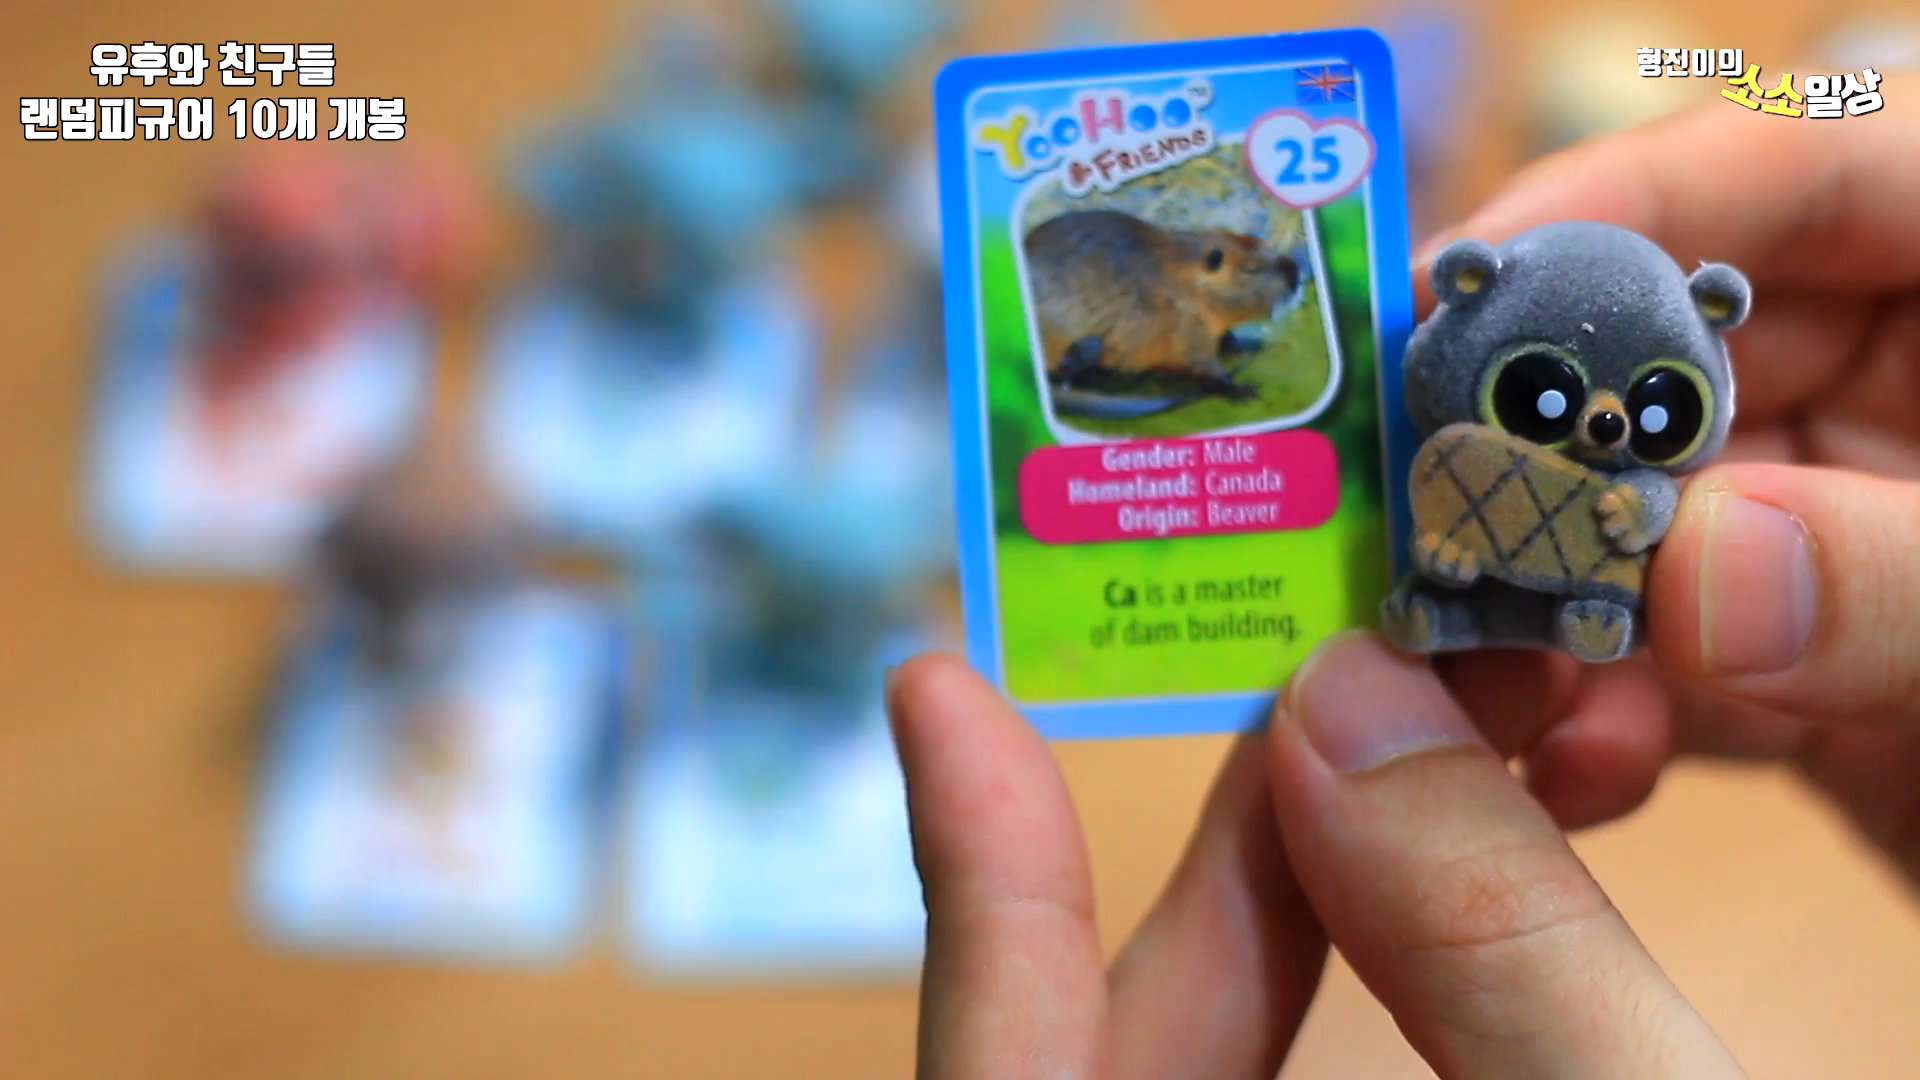 유후와 친구들
랜덤피규어 10개 개봉
형진이의
소소일상
YooHoo™
& FRIENDS
25
Gender: Male
Homeland: Canada
Origin: Beaver
Ca is a master
of dam building.